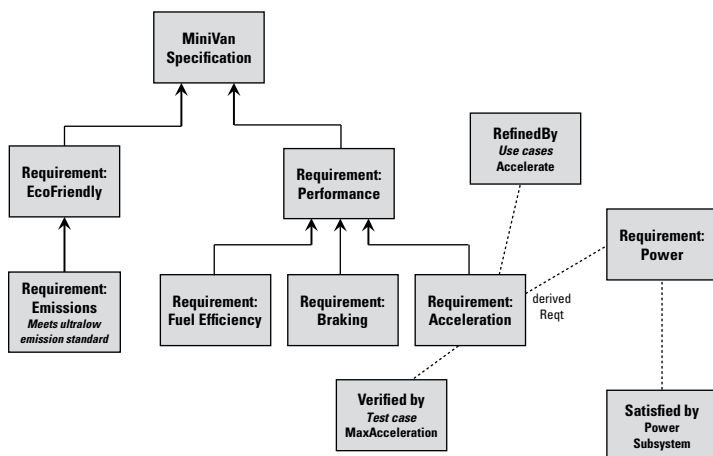 MiniVan
Specification
RefinedBy
Use cases
Accelerate
Requirement:
EcoFriendly
Requirement:
Performance
Requirement:
Power
Requirement:
Emissions
Meets ultralow
emission standard
Requirement:
Fuel Efficiency
Requirement:
Braking
Requirement:
Acceleration
derived
Reqt
Verified by
Test case
MaxAcceleration
Satisfied by
Power
Subsystem